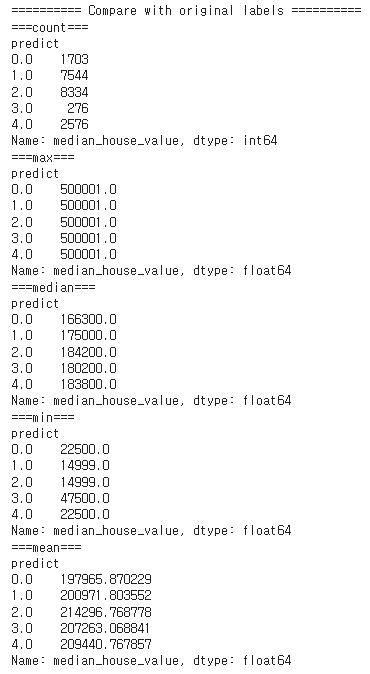 ========== Compare with original labels ==========
===count===
predict
0.0    1703
1.0    7544
2.0    8334
3.0     276
4.0    2576
Name: median_house_value, dtype: int64
===max===
predict
0.0    500001.0
1.0    500001.0
2.0    500001.0
3.0    500001.0
4.0    500001.0
Name: median_house_value, dtype: float64
===median===
predict
0.0    166300.0
1.0    175000.0
2.0    184200.0
3.0    180200.0
4.0    183800.0
Name: median_house_value, dtype: float64
===min===
predict
0.0    22500.0
1.0    14999.0
2.0    14999.0
3.0    47500.0
4.0    22500.0
Name: median_house_value, dtype: float64
===mean===
predict
0.0    197965.870229
1.0    200971.803552
2.0    214296.768778
3.0    207263.068841
4.0    209440.767857
Name: median_house_value, dtype: float64